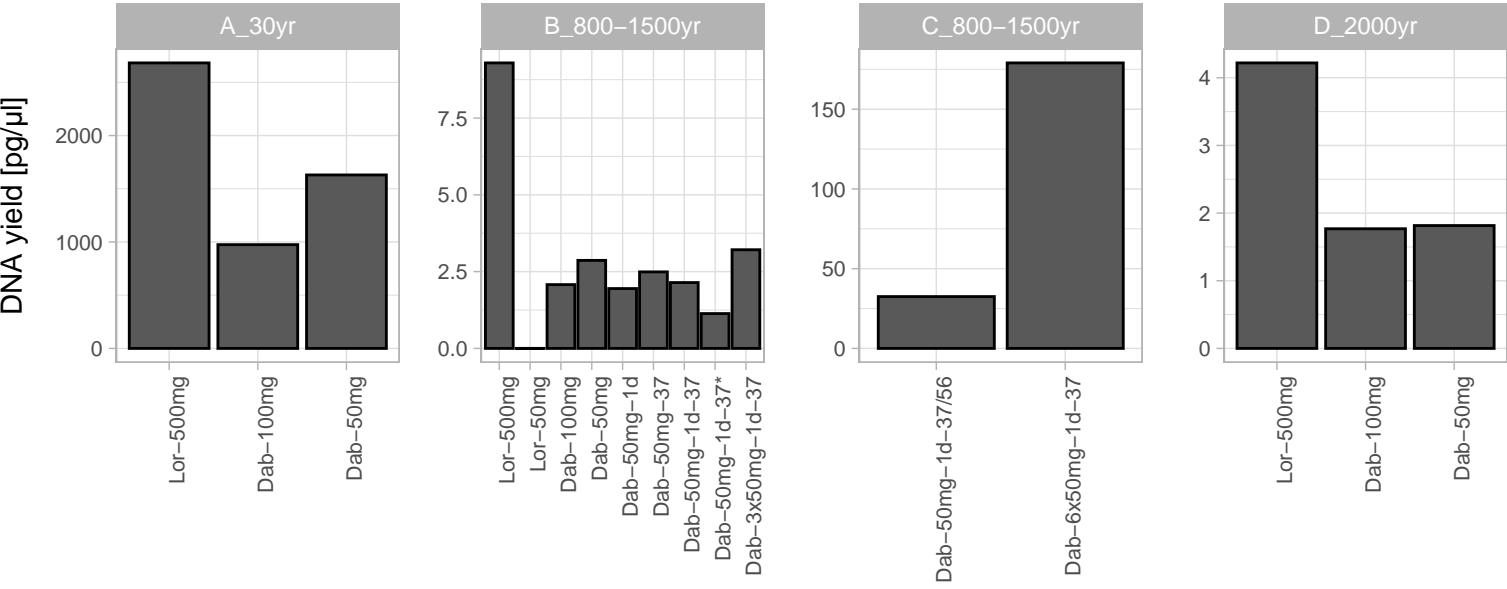 DNA yield [pg/µl]
A_30yr
2000
1000
0
Lor−500mg
Dab−100mg
Dab−50mg
B_800−1500yr
7.5
5.0
2.5
0.0
Lor−500mg
Lor−50mg
Dab−100mg
Dab−50mg
Dab−50mg−1d
Dab−50mg−37
Dab−50mg−1d−37
Dab−50mg−1d−37*
Dab−3x50mg−1d−37
C_800−1500yr
150
100
50
0
Dab−50mg−1d−37/56
Dab−6x50mg−1d−37
D_2000yr
4
3
2
1
0
Lor−500mg
Dab−100mg
Dab−50mg